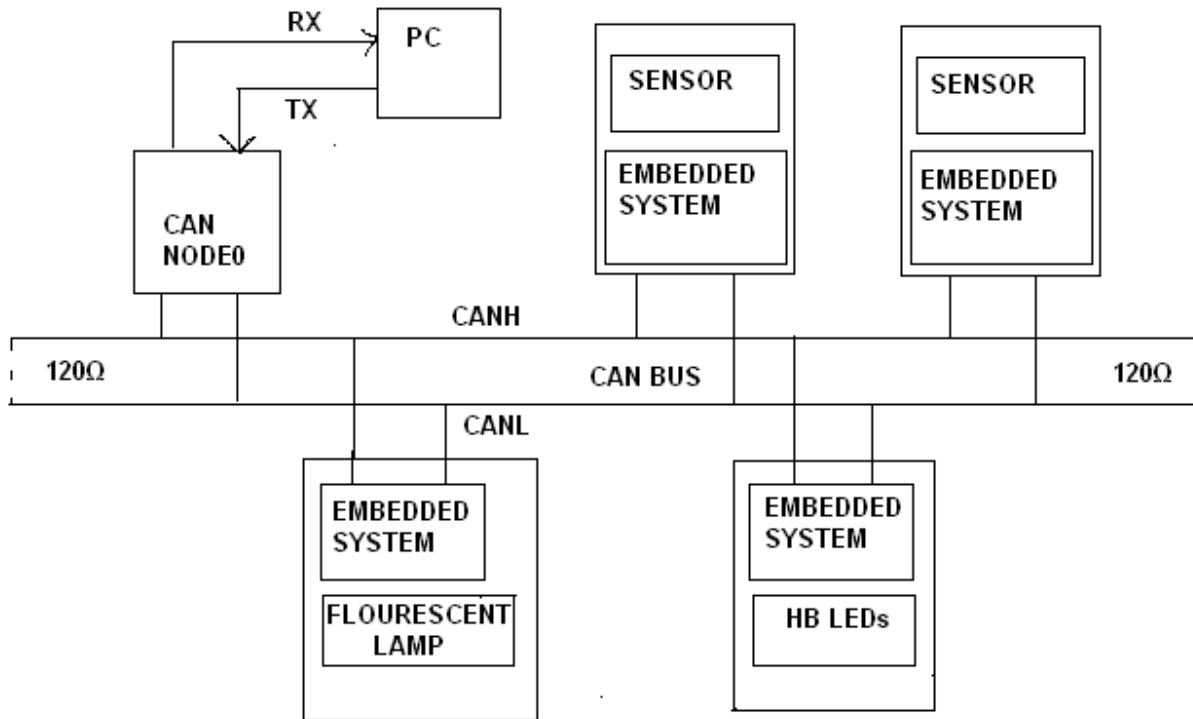 RX
PC
TX
CAN
NODE0
SENSOR
EMBEDDED
SYSTEM
SENSOR
EMBEDDED
SYSTEM
CANH
120Ω
CAN BUS
120Ω
CANL
EMBEDDED
SYSTEM
FLOURESCENT
LAMP
EMBEDDED
SYSTEM
HB LEDs